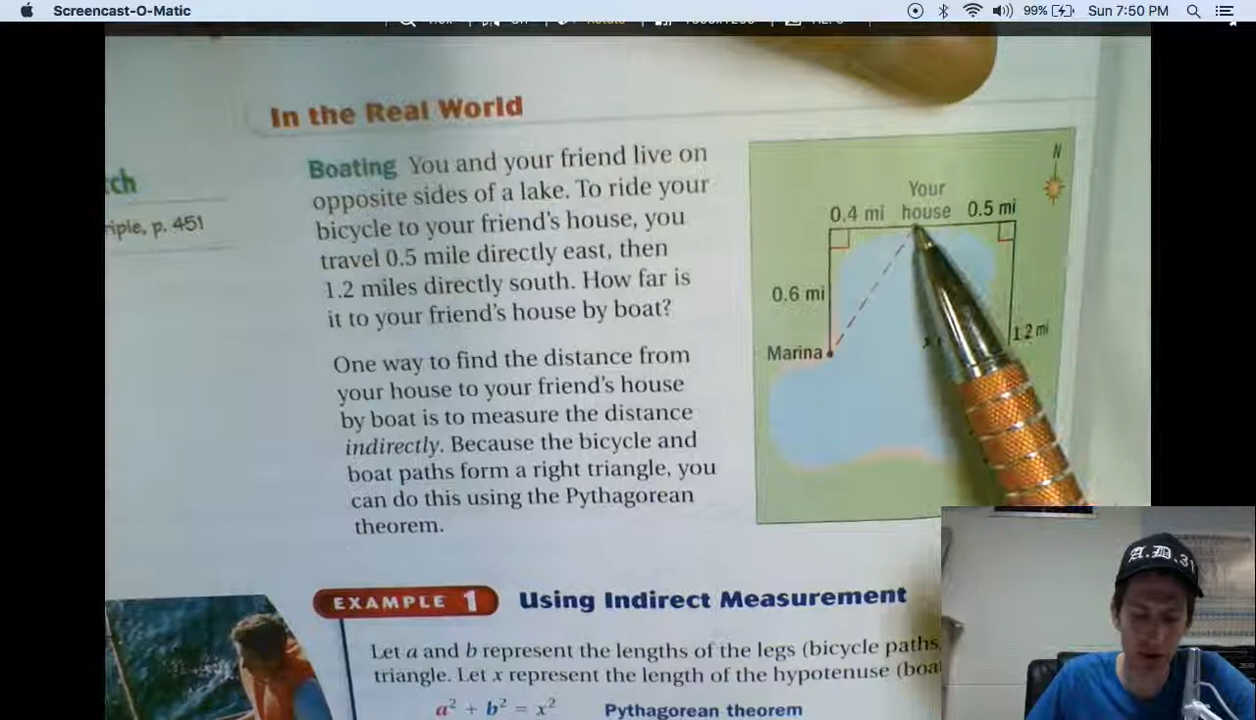 Screencast-O-Matic
99%
Sun 7:50 PM
In the Real World
Boating You and your friend live on
opposite sides of a lake. To ride your
bicycle to your friend's house, you
travel 0.5 mile directly east, then
1.2 miles directly south. How far is
it to your friend's house by boat?
One way to find the distance from
your house to your friend's house
by boat is to measure the distance
indirectly. Because the bicycle and
boat paths form a right triangle, you
can do this using the Pythagorean
theorem.
ch
riple, p. 451
N
Your
house
0.4 mi
0.5 mi
0.6 mi
1.2 mi
Marina
EXAMPLE 1 Using Indirect Measurement
Let a and b represent the lengths of the legs (bicycle paths
triangle. Let x represent the length of the hypotenuse (boa
a² + b² = x² Pythagorean theorem
A.D.31